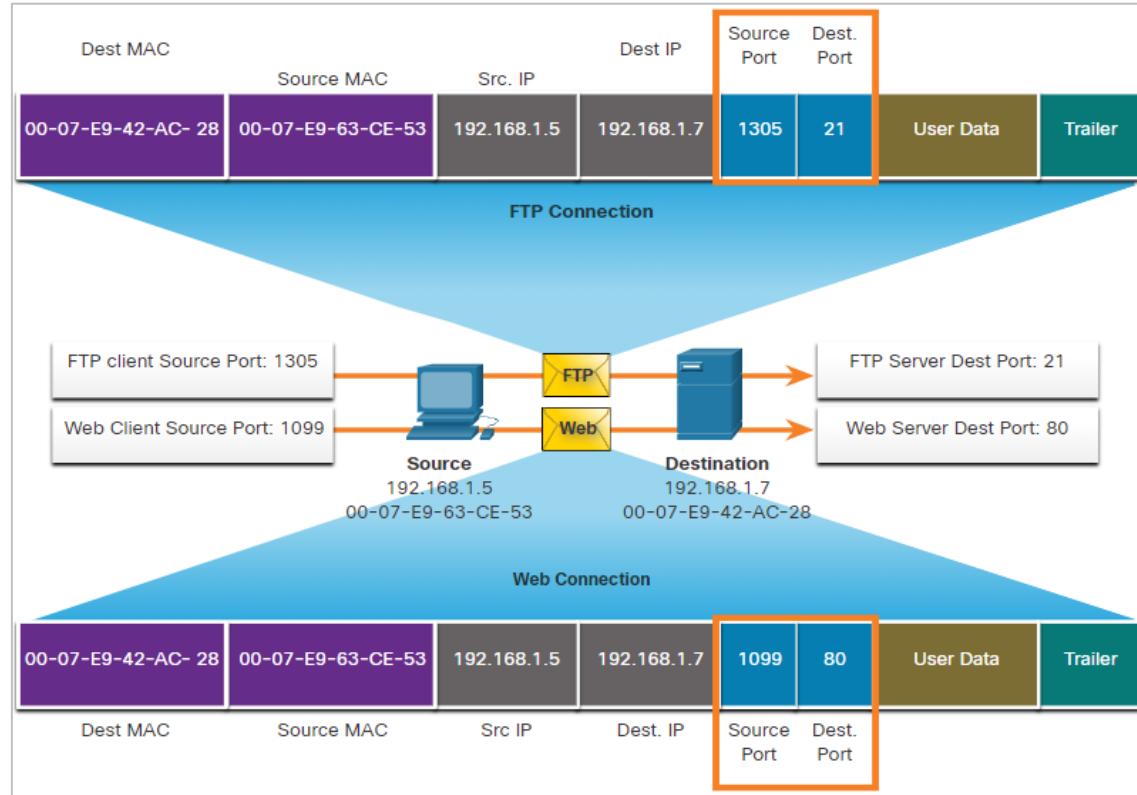 Dest MAC
Source MAC
Src. IP
Dest IP
Source
Port
Dest.
Port
00-07-E9-42-AC- 28
00-07-E9-63-CE-53
192.168.1.5
192.168.1.7
1305
21
User Data
Trailer
FTP Connection
FTP client Source Port: 1305
FTP
FTP Server Dest Port: 21
Web Client Source Port: 1099
Web
Web Server Dest Port: 80
Source
192.168.1.5
00-07-E9-63-CE-53
Destination
192.168.1.7
00-07-E9-42-AC-28
Web Connection
00-07-E9-42-AC- 28
00-07-E9-63-CE-53
192.168.1.5
192.168.1.7
1099
80
User Data
Trailer
Dest MAC
Source MAC
Src IP
Dest. IP
Source
Port
Dest.
Port